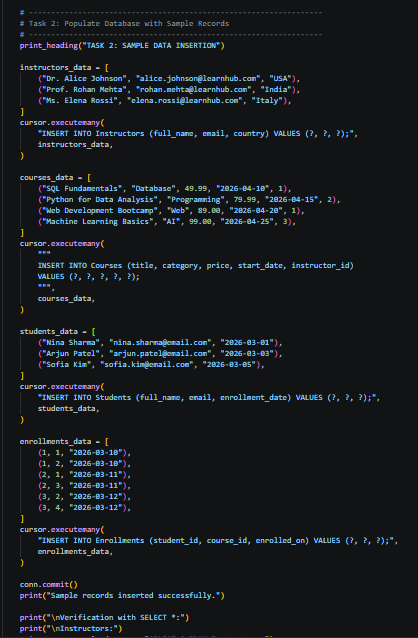 # --------------------------------------------------------------------
# Task 2: Populate Database with Sample Records
# --------------------------------------------------------------------
print_heading("TASK 2: SAMPLE DATA INSERTION")

instructors_data = [
    ("Dr. Alice Johnson", "alice.johnson@learnhub.com", "USA"),
    ("Prof. Rohan Mehta", "rohan.mehta@learnhub.com", "India"),
    ("Ms. Elena Rossi", "elena.rossi@learnhub.com", "Italy"),
]
cursor.executemany(
    "INSERT INTO Instructors (full_name, email, country) VALUES (?, ?, ?);",
    instructors_data,
)

courses_data = [
    ("SQL Fundamentals", "Database", 49.99, "2026-04-10", 1),
    ("Python for Data Analysis", "Programming", 79.99, "2026-04-15", 2),
    ("Web Development Bootcamp", "Web", 89.00, "2026-04-20", 1),
    ("Machine Learning Basics", "AI", 99.00, "2026-04-25", 3),
]
cursor.executemany(
    """
    INSERT INTO Courses (title, category, price, start_date, instructor_id)
    VALUES (?, ?, ?, ?, ?);
    """,
    courses_data,
)

students_data = [
    ("Nina Sharma", "nina.sharma@email.com", "2026-03-01"),
    ("Arjun Patel", "arjun.patel@email.com", "2026-03-03"),
    ("Sofia Kim", "sofia.kim@email.com", "2026-03-05"),
]
cursor.executemany(
    "INSERT INTO Students (full_name, email, enrollment_date) VALUES (?, ?, ?);",
    students_data,
)

enrollments_data = [
    (1, 1, "2026-03-10"),
    (1, 2, "2026-03-10"),
    (2, 1, "2026-03-11"),
    (2, 3, "2026-03-11"),
    (3, 2, "2026-03-12"),
    (3, 4, "2026-03-12"),
]
cursor.executemany(
    "INSERT INTO Enrollments (student_id, course_id, enrolled_on) VALUES (?, ?, ?);",
    enrollments_data,
)

conn.commit()
print("Sample records inserted successfully.")

print("\nVerification with SELECT *:")
print("\nInstructors:")